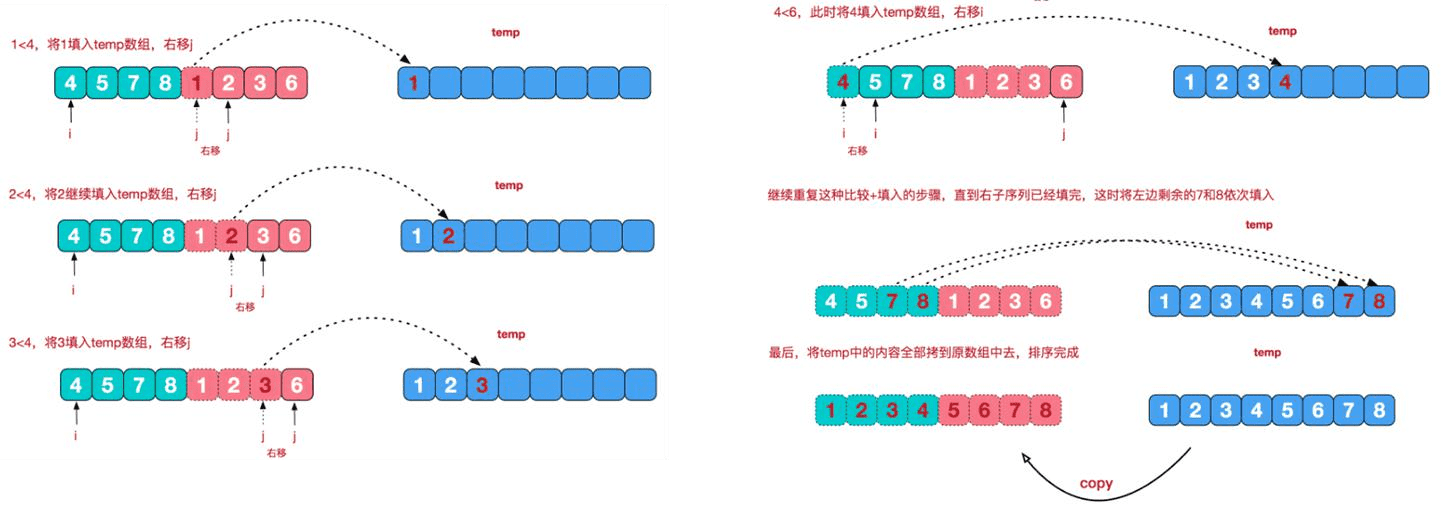 1<4，将1填入temp数组，右移j
temp
4 5 7 8 1 2 3 6
1
i j j
右移
2<4，将2继续填入temp数组，右移j
temp
4 5 7 8 1 2 3 6
1 2
i j j
右移
3<4，将3填入temp数组，右移j
temp
4 5 7 8 1 2 3 6
1 2 3
i j j
右移
4<6，此时将4填入temp数组，右移i
temp
4 5 7 8 1 2 3 6
1 2 3 4
i i j
右移
继续重复这种比较+填入的步骤，直到右子序列已经填完，这时将左边剩余的7和8依次填入
temp
4 5 7 8 1 2 3 6
1 2 3 4 5 6 7 8
最后，将temp中的内容全部拷到原数组中去，排序完成
temp
1 2 3 4 5 6 7 8
1 2 3 4 5 6 7 8
copy